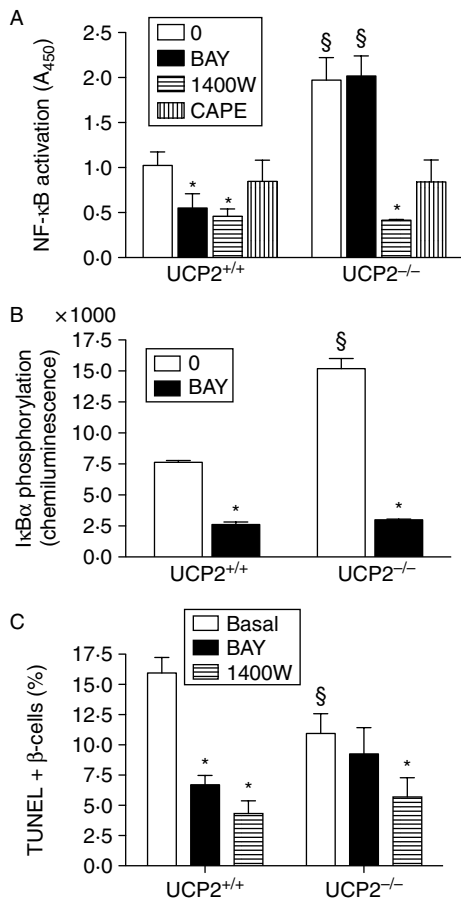 A
NF-κB activation (A450)
2·5
2·0
1·5
1·0
0·5
0·0
0
BAY
1400W
CAPE
§ §
* *
*
UCP2+/+ UCP2−/−
B ×1000
IκBα phosphorylation
(chemiluminescence)
17·5
15·0
12·5
10·0
7·5
5·0
2·5
0·0
0
BAY
§
* *
UCP2+/+ UCP2−/−
C
TUNEL + β-cells (%)
17·5
15·0
12·5
10·0
7·5
5·0
2·5
0·0
Basal
BAY
1400W
§
* * *
UCP2+/+ UCP2−/−